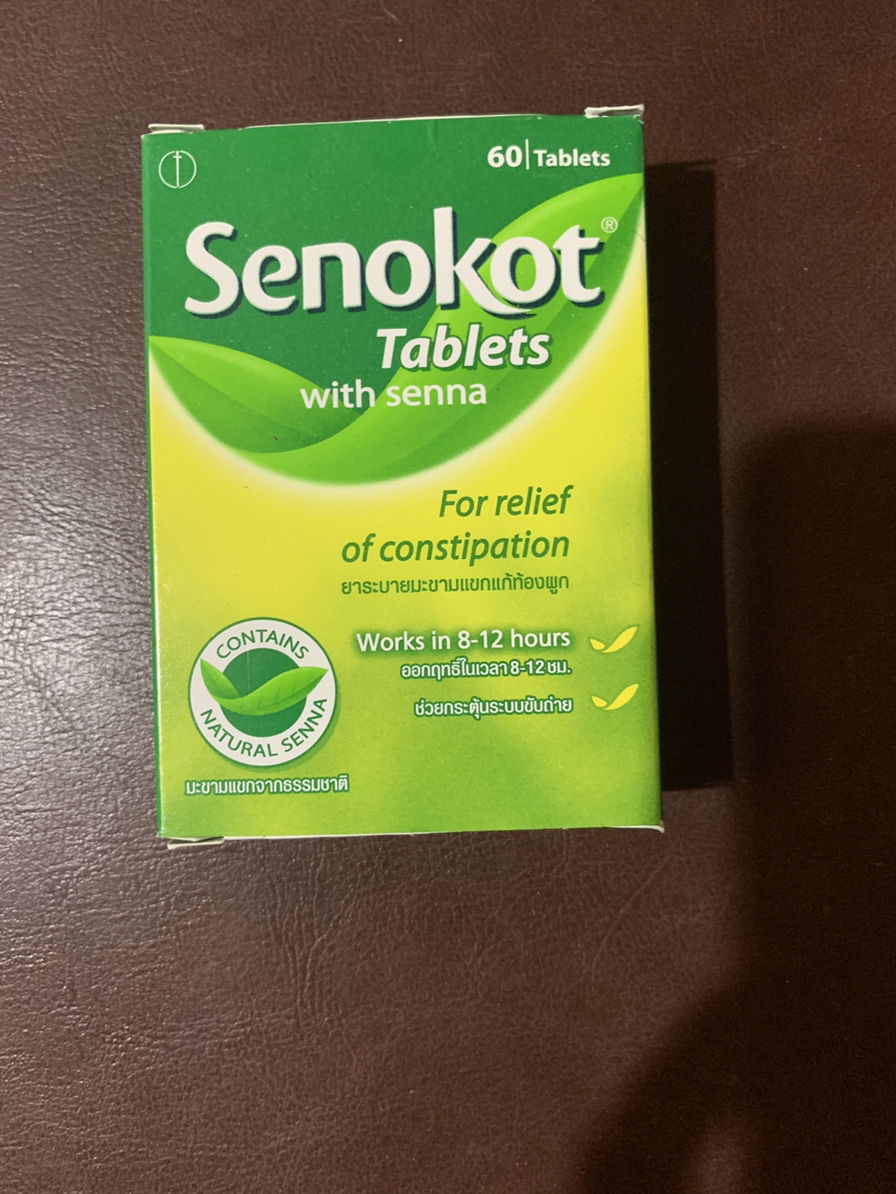 60 | Tablets
Senokot®
Tablets
with senna
For relief
of constipation
ยาระบายมะขามแขกแก้ท้องผูก
Works in 8-12 hours
ออกฤทธิ์ในเวลา 8-12 ชม.
ช่วยกระตุ้นระบบขับถ่าย
CONTAINS
NATURAL SENNA
มะขามแขกจากธรรมชาติ